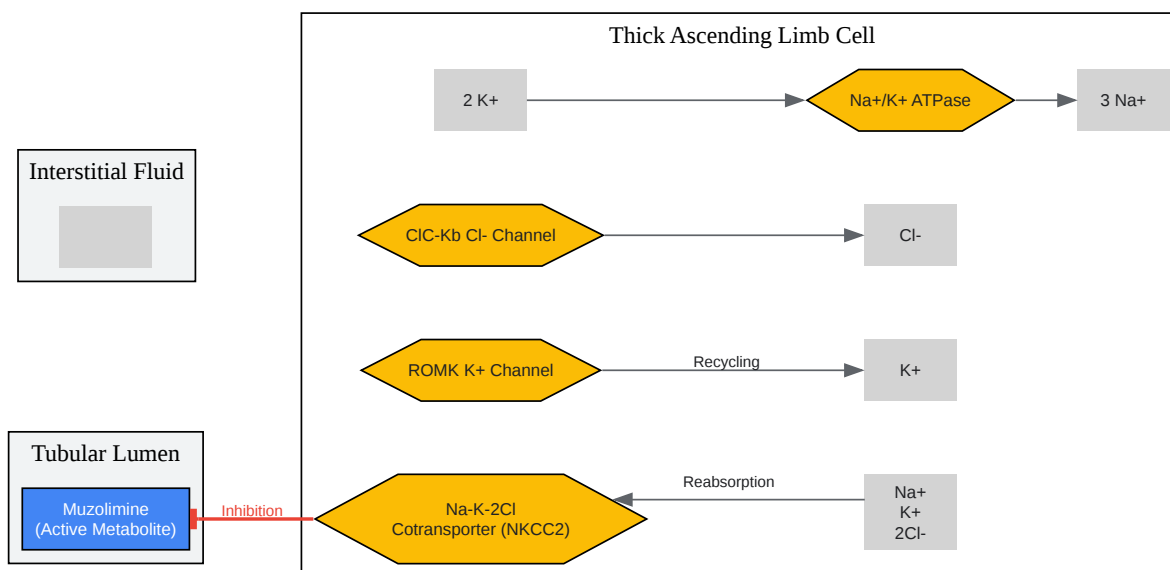 Thick Ascending Limb Cell
2 K+
Na+/K+ ATPase
3 Na+
Interstitial Fluid
ClC-Kb Cl- Channel
Cl-
ROMK K+ Channel
Recycling
K+
Tubular Lumen
Muzolimine
(Active Metabolite)
Inhibition
Na-K-2Cl
Cotransporter (NKCC2)
Reabsorption
Na+
K+
2Cl-